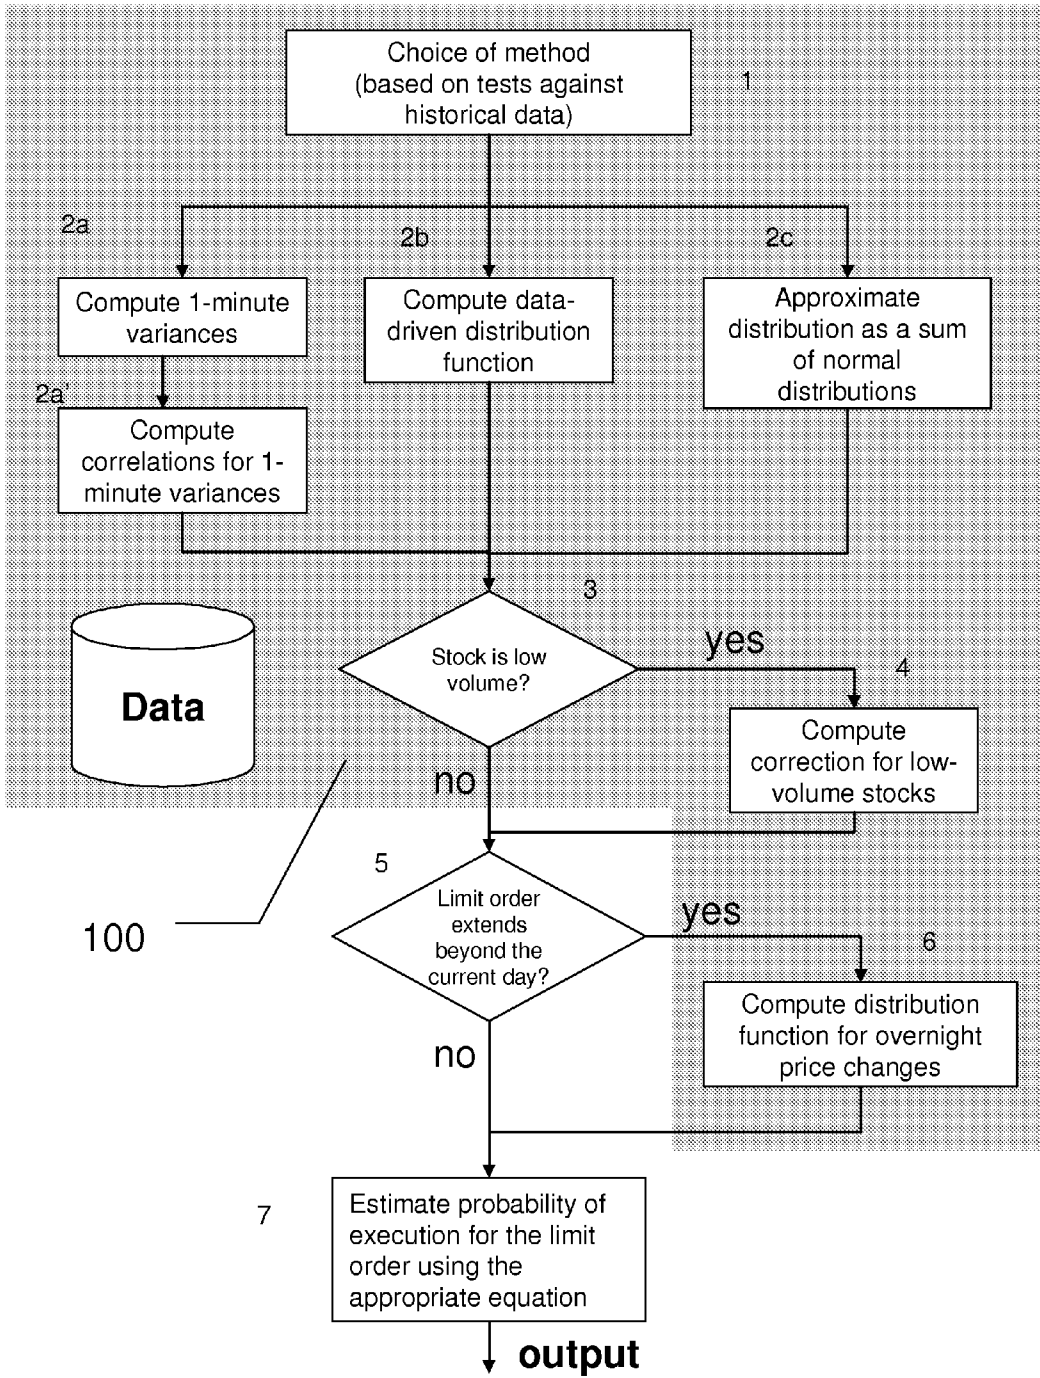 Choice of method
(based on tests against
historical data)
1
2a
2b
2c
Compute 1-minute
variances
Compute data-
driven distribution
function
Approximate
distribution as a sum
of normal
distributions
2a'
Compute
correlations for 1-
minute variances
3
Stock is low
volume?
yes
4
Data
Compute
correction for low-
volume stocks
no
5
Limit order
extends
beyond the
current day?
yes
6
100
Compute distribution
function for overnight
price changes
no
7
Estimate probability of
execution for the limit
order using the
appropriate equation
output